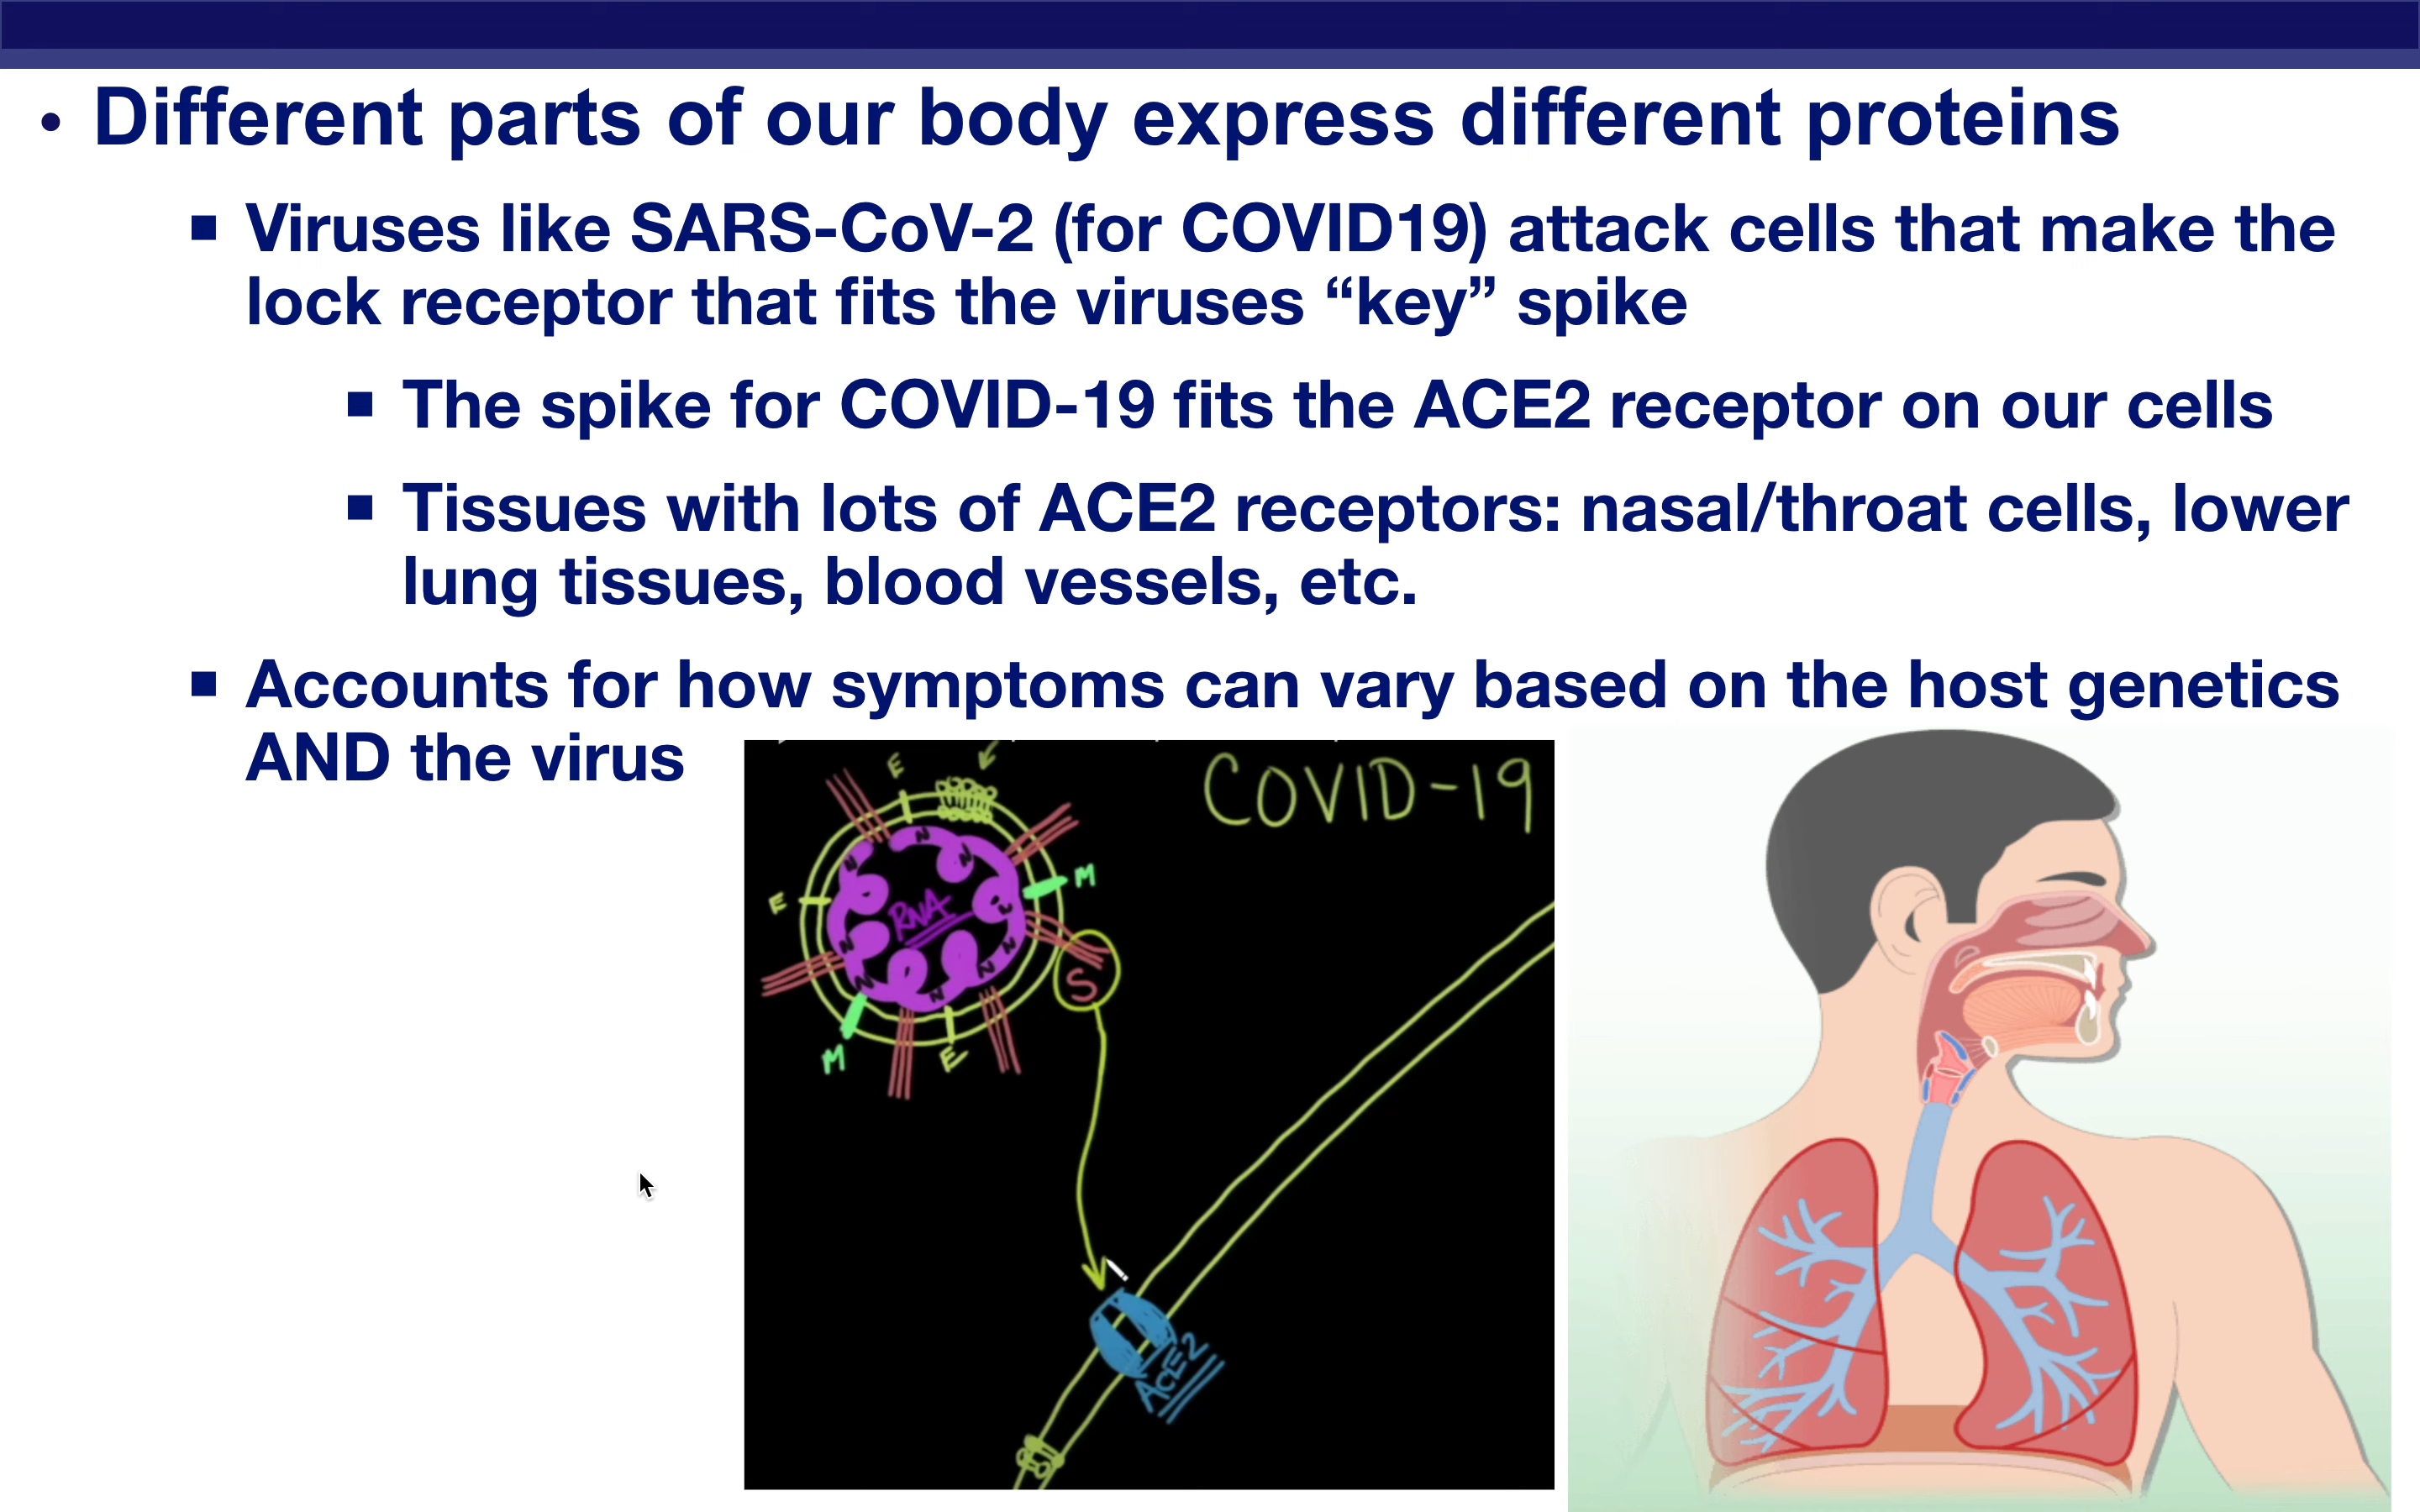 • Different parts of our body express different proteins
▪ Viruses like SARS-CoV-2 (for COVID19) attack cells that make the
lock receptor that fits the viruses “key” spike
▪ The spike for COVID-19 fits the ACE2 receptor on our cells
▪ Tissues with lots of ACE2 receptors: nasal/throat cells, lower
lung tissues, blood vessels, etc.
▪ Accounts for how symptoms can vary based on the host genetics
AND the virus
COVID-19
E
E
M
M
E
S
RNA
N
N
N
N
N
N
N
N
ACE2